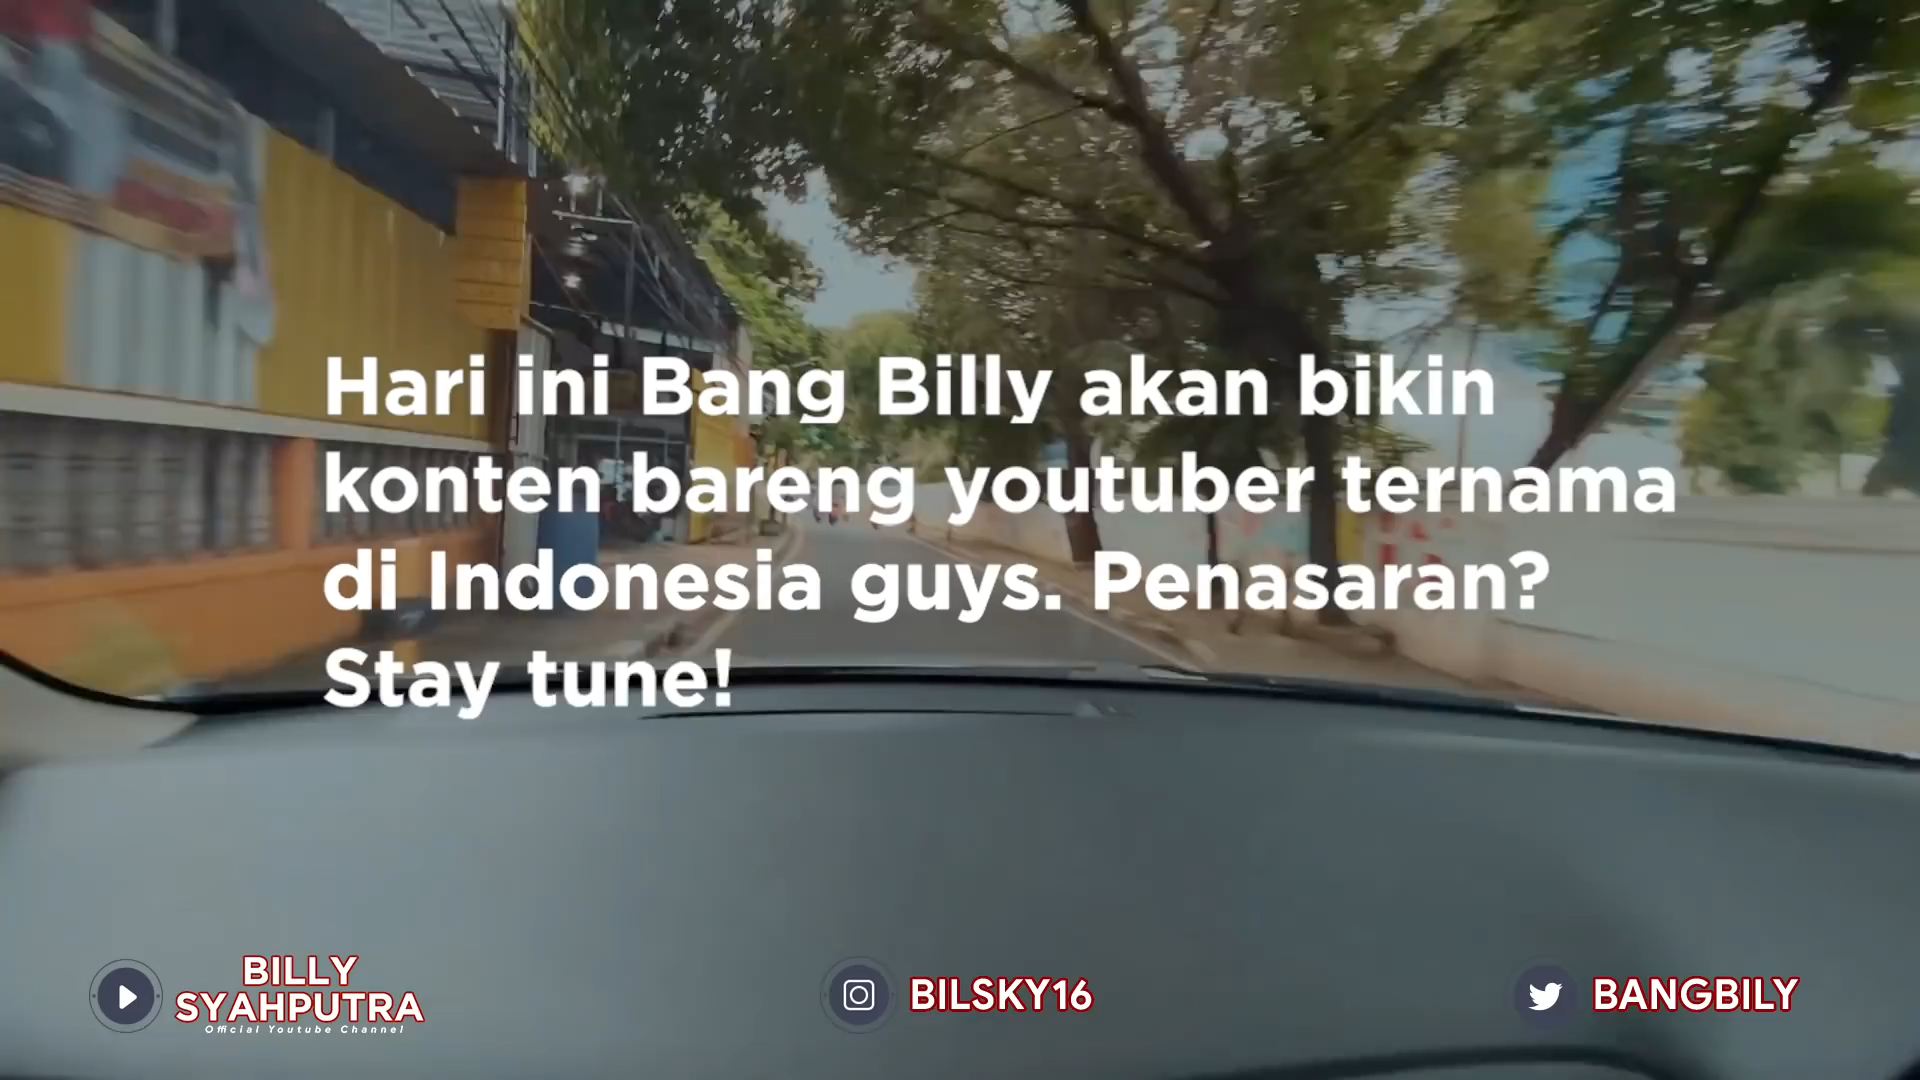 Hari ini Bang Billy akan bikin
konten bareng youtuber ternama
di Indonesia guys. Penasaran?
Stay tune!
BILLY
SYAHPUTRA
Official Youtube Channel
BILSKY16
BANGBILY